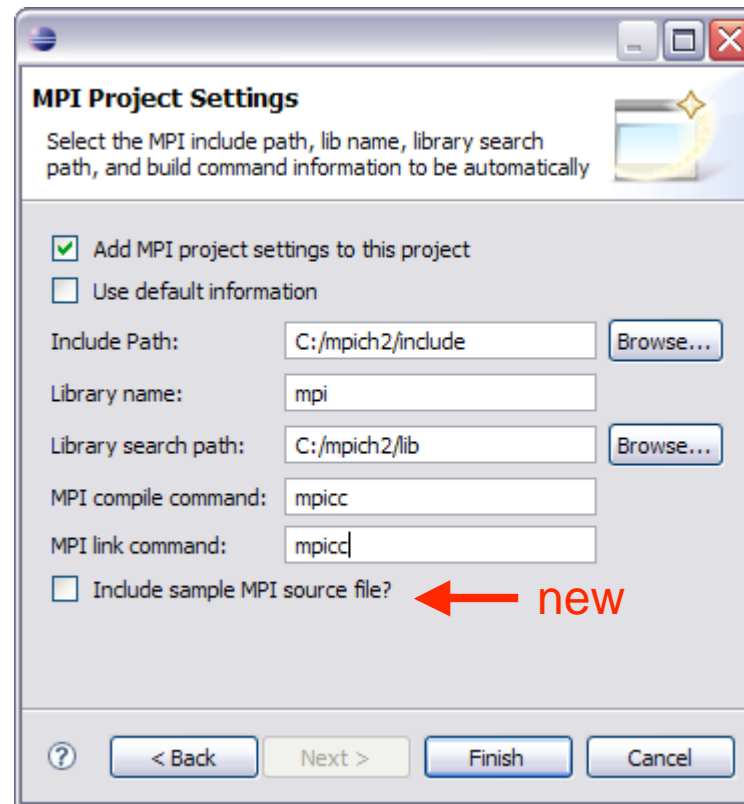 MPI Project Settings
Select the MPI include path, lib name, library search
path, and build command information to be automatically
Add MPI project settings to this project
Use default information
Include Path: C:/mpich2/include Browse...
Library name: mpi
Library search path: C:/mpich2/lib Browse...
MPI compile command: mpicc
MPI link command: mpicc
Include sample MPI source file? new
? < Back Next > Finish Cancel